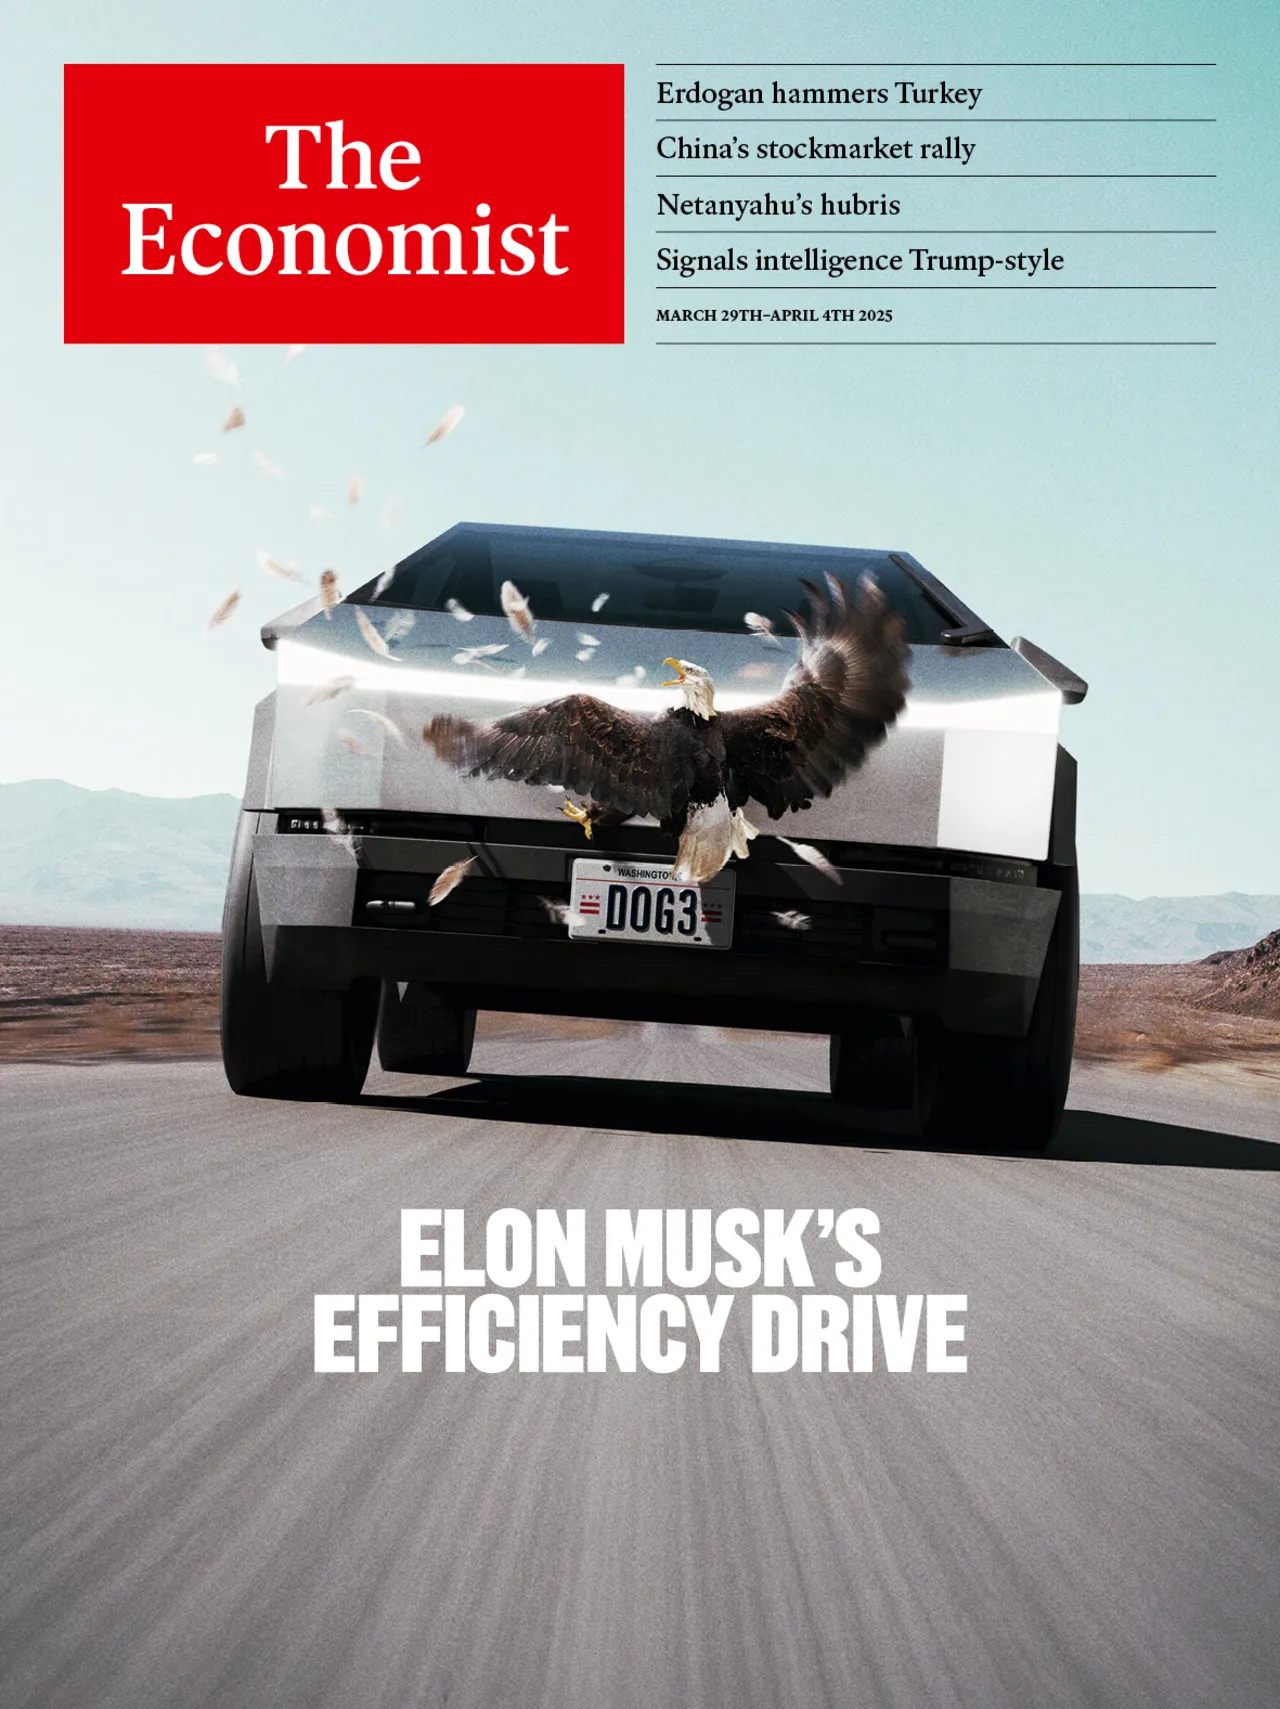 The
Economist
Erdogan hammers Turkey
China’s stockmarket rally
Netanyahu’s hubris
Signals intelligence Trump-style
MARCH 29TH–APRIL 4TH 2025
WASHINGTON
DOG3
ELON MUSK’S
EFFICIENCY DRIVE